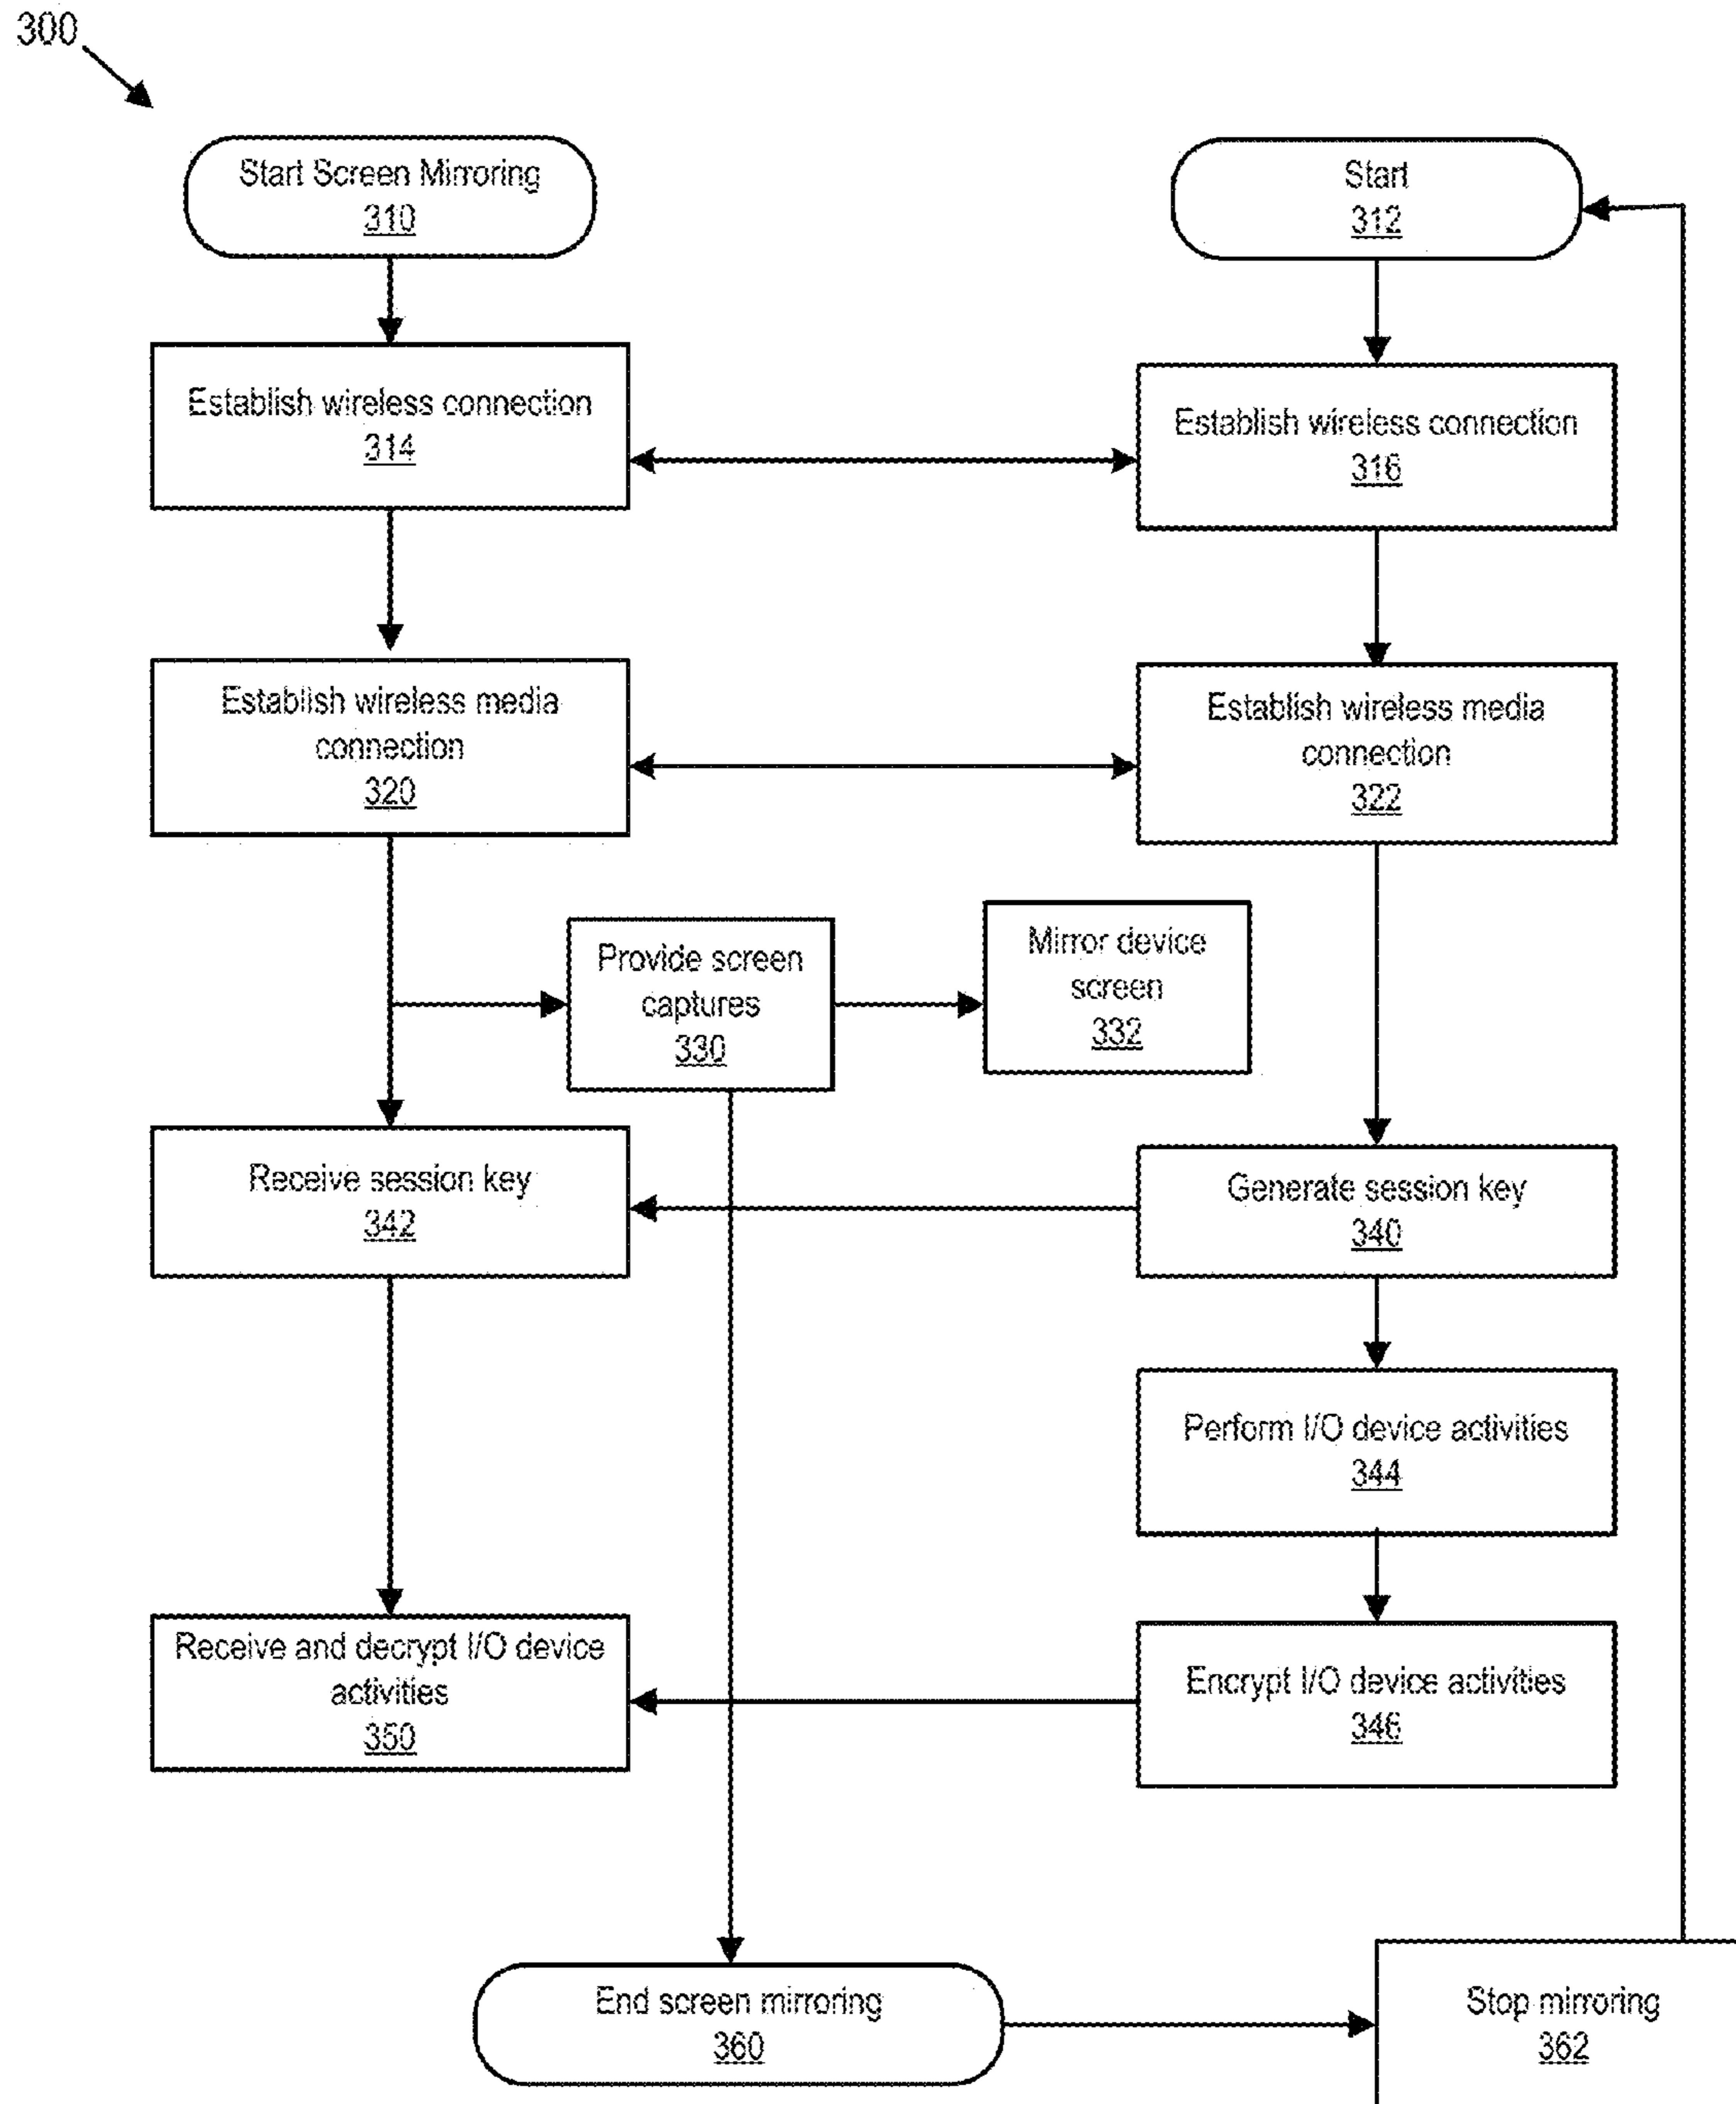 300
Start Screen Mirroring
310
Start
312
Establish wireless connection
314
Establish wireless connection
316
Establish wireless media
connection
320
Establish wireless media
connection
322
Provide screen
captures
330
Mirror device
screen
332
Receive session key
342
Generate session key
340
Perform I/O device activities
344
Receive and decrypt I/O device
activities
350
Encrypt I/O device activities
346
End screen mirroring
360
Stop mirroring
362